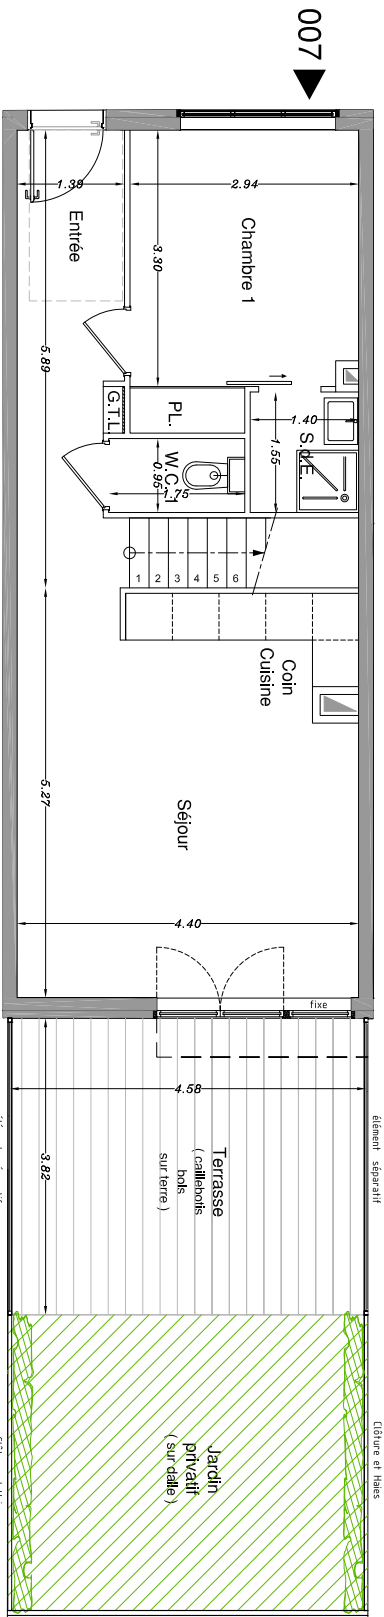 007
1.39
2.94
Entrée
Chambre 1
3.30
5.89
G.T.L
PL.
1.40
S.d.E.
1.55
W.C.1
0.95
1.75
1 2 3 4 5 6
Coin
Cuisine
5.27
Séjour
4.40
fixe
4.58
3.82
Terrasse
( caillebotis
bois
sur terre )
élément séparatif
Jardin
privatif
( sur dalle )
Clôture et Haies